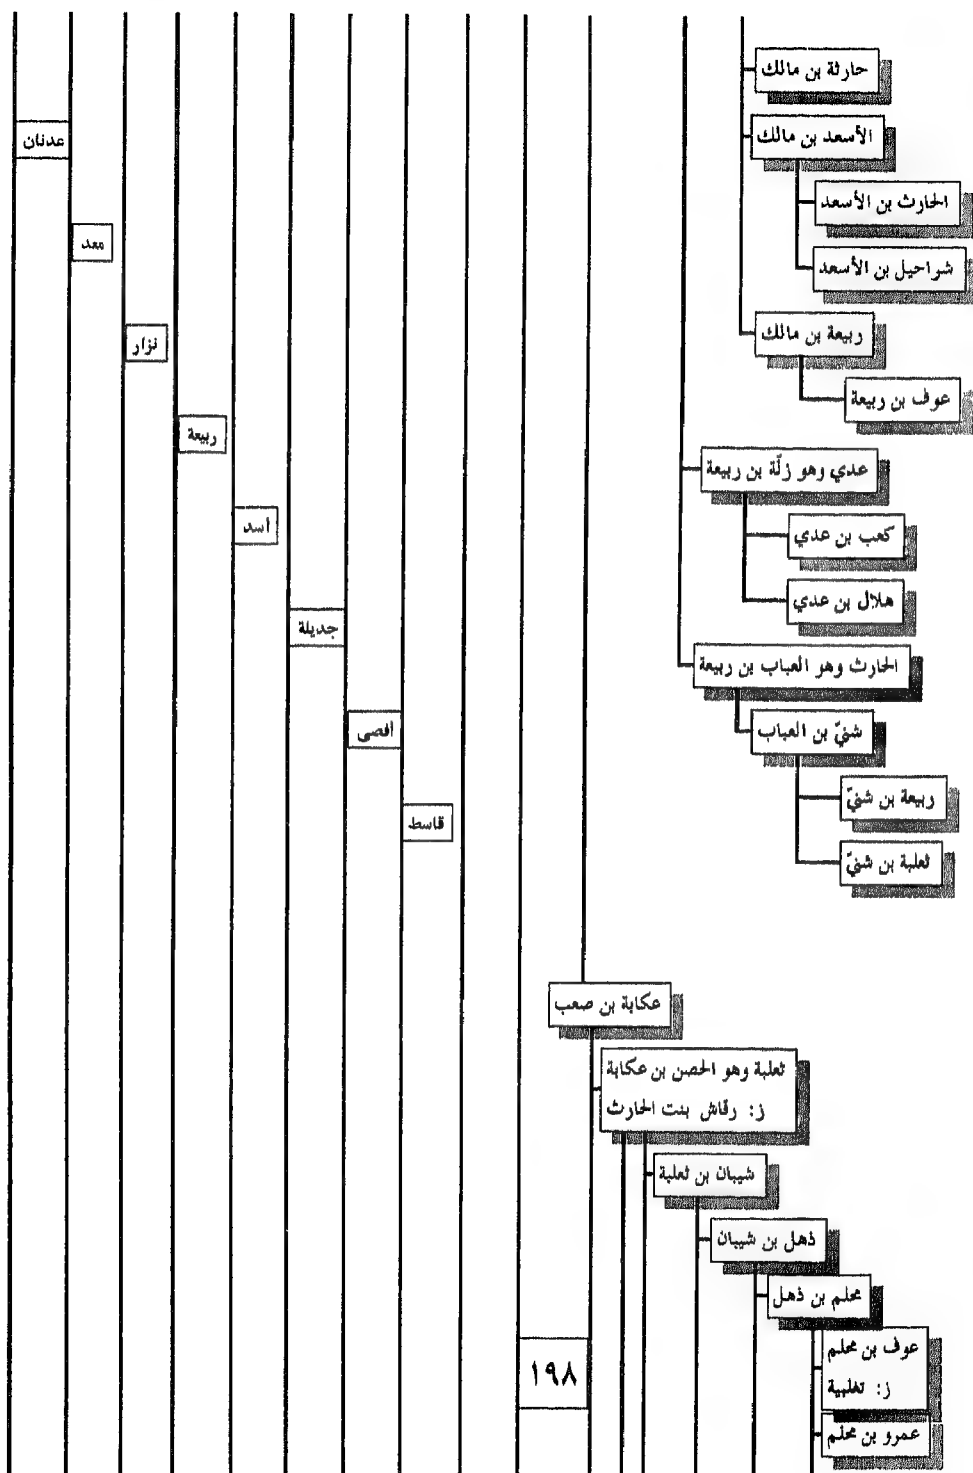 حارثة بن مالك
الأسعد بن مالك
الحارث بن الأسعد
شراحيل بن الأسعد
ربيعة بن مالك
عوف بن ربيعة
عدي وهو زلّة بن ربيعة
كعب بن عدي
هلال بن عدي
الحارث وهو العباب بن ربيعة
شنيّ بن العباب
ربيعة بن شنيّ
ثعلبة بن شنيّ
عكابة بن صعب
ثعلبة وهو الحصن بن عكابة
ز: رقاش بنت الحارث
شيبان بن ثعلبة
ذهل بن شيبان
محلم بن ذهل
عوف بن محلم
ز: تغلبية
عمرو بن محلم
عدنان
معد
نزار
ربيعة
أسد
جديلة
أفصى
قاسط
١٩٨